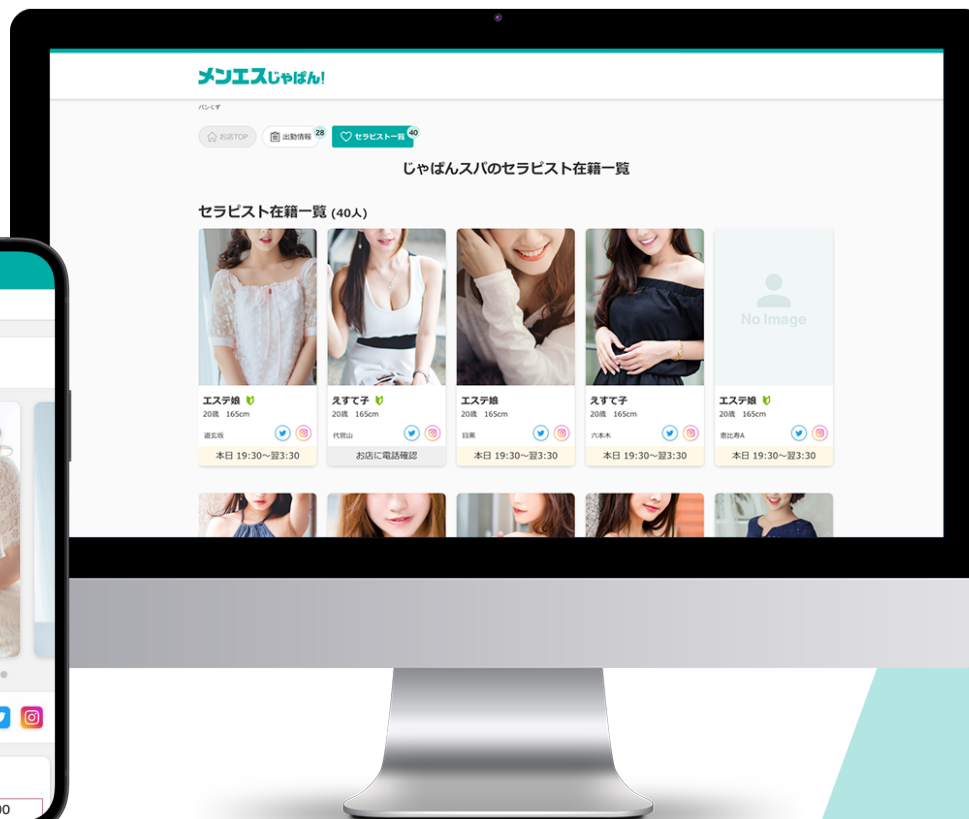 メンエスじゃぱん!
パンくず
お店TOP 出勤情報 28 セラピスト一覧 40
じゃぱんスパのセラピスト在籍一覧
セラピスト在籍一覧 (40人)
No Image
エステ娘 えすて子 エステ娘 えすて子 エステ娘
20歳 165cm 20歳 165cm 20歳 165cm 20歳 165cm 20歳 165cm
道玄坂 代官山 目黒 六本木 恵比寿A
本日 19:30～翌3:30 お店に電話確認 本日 19:30～翌3:30 本日 19:30～翌3:30 本日 19:30～翌3:30
00